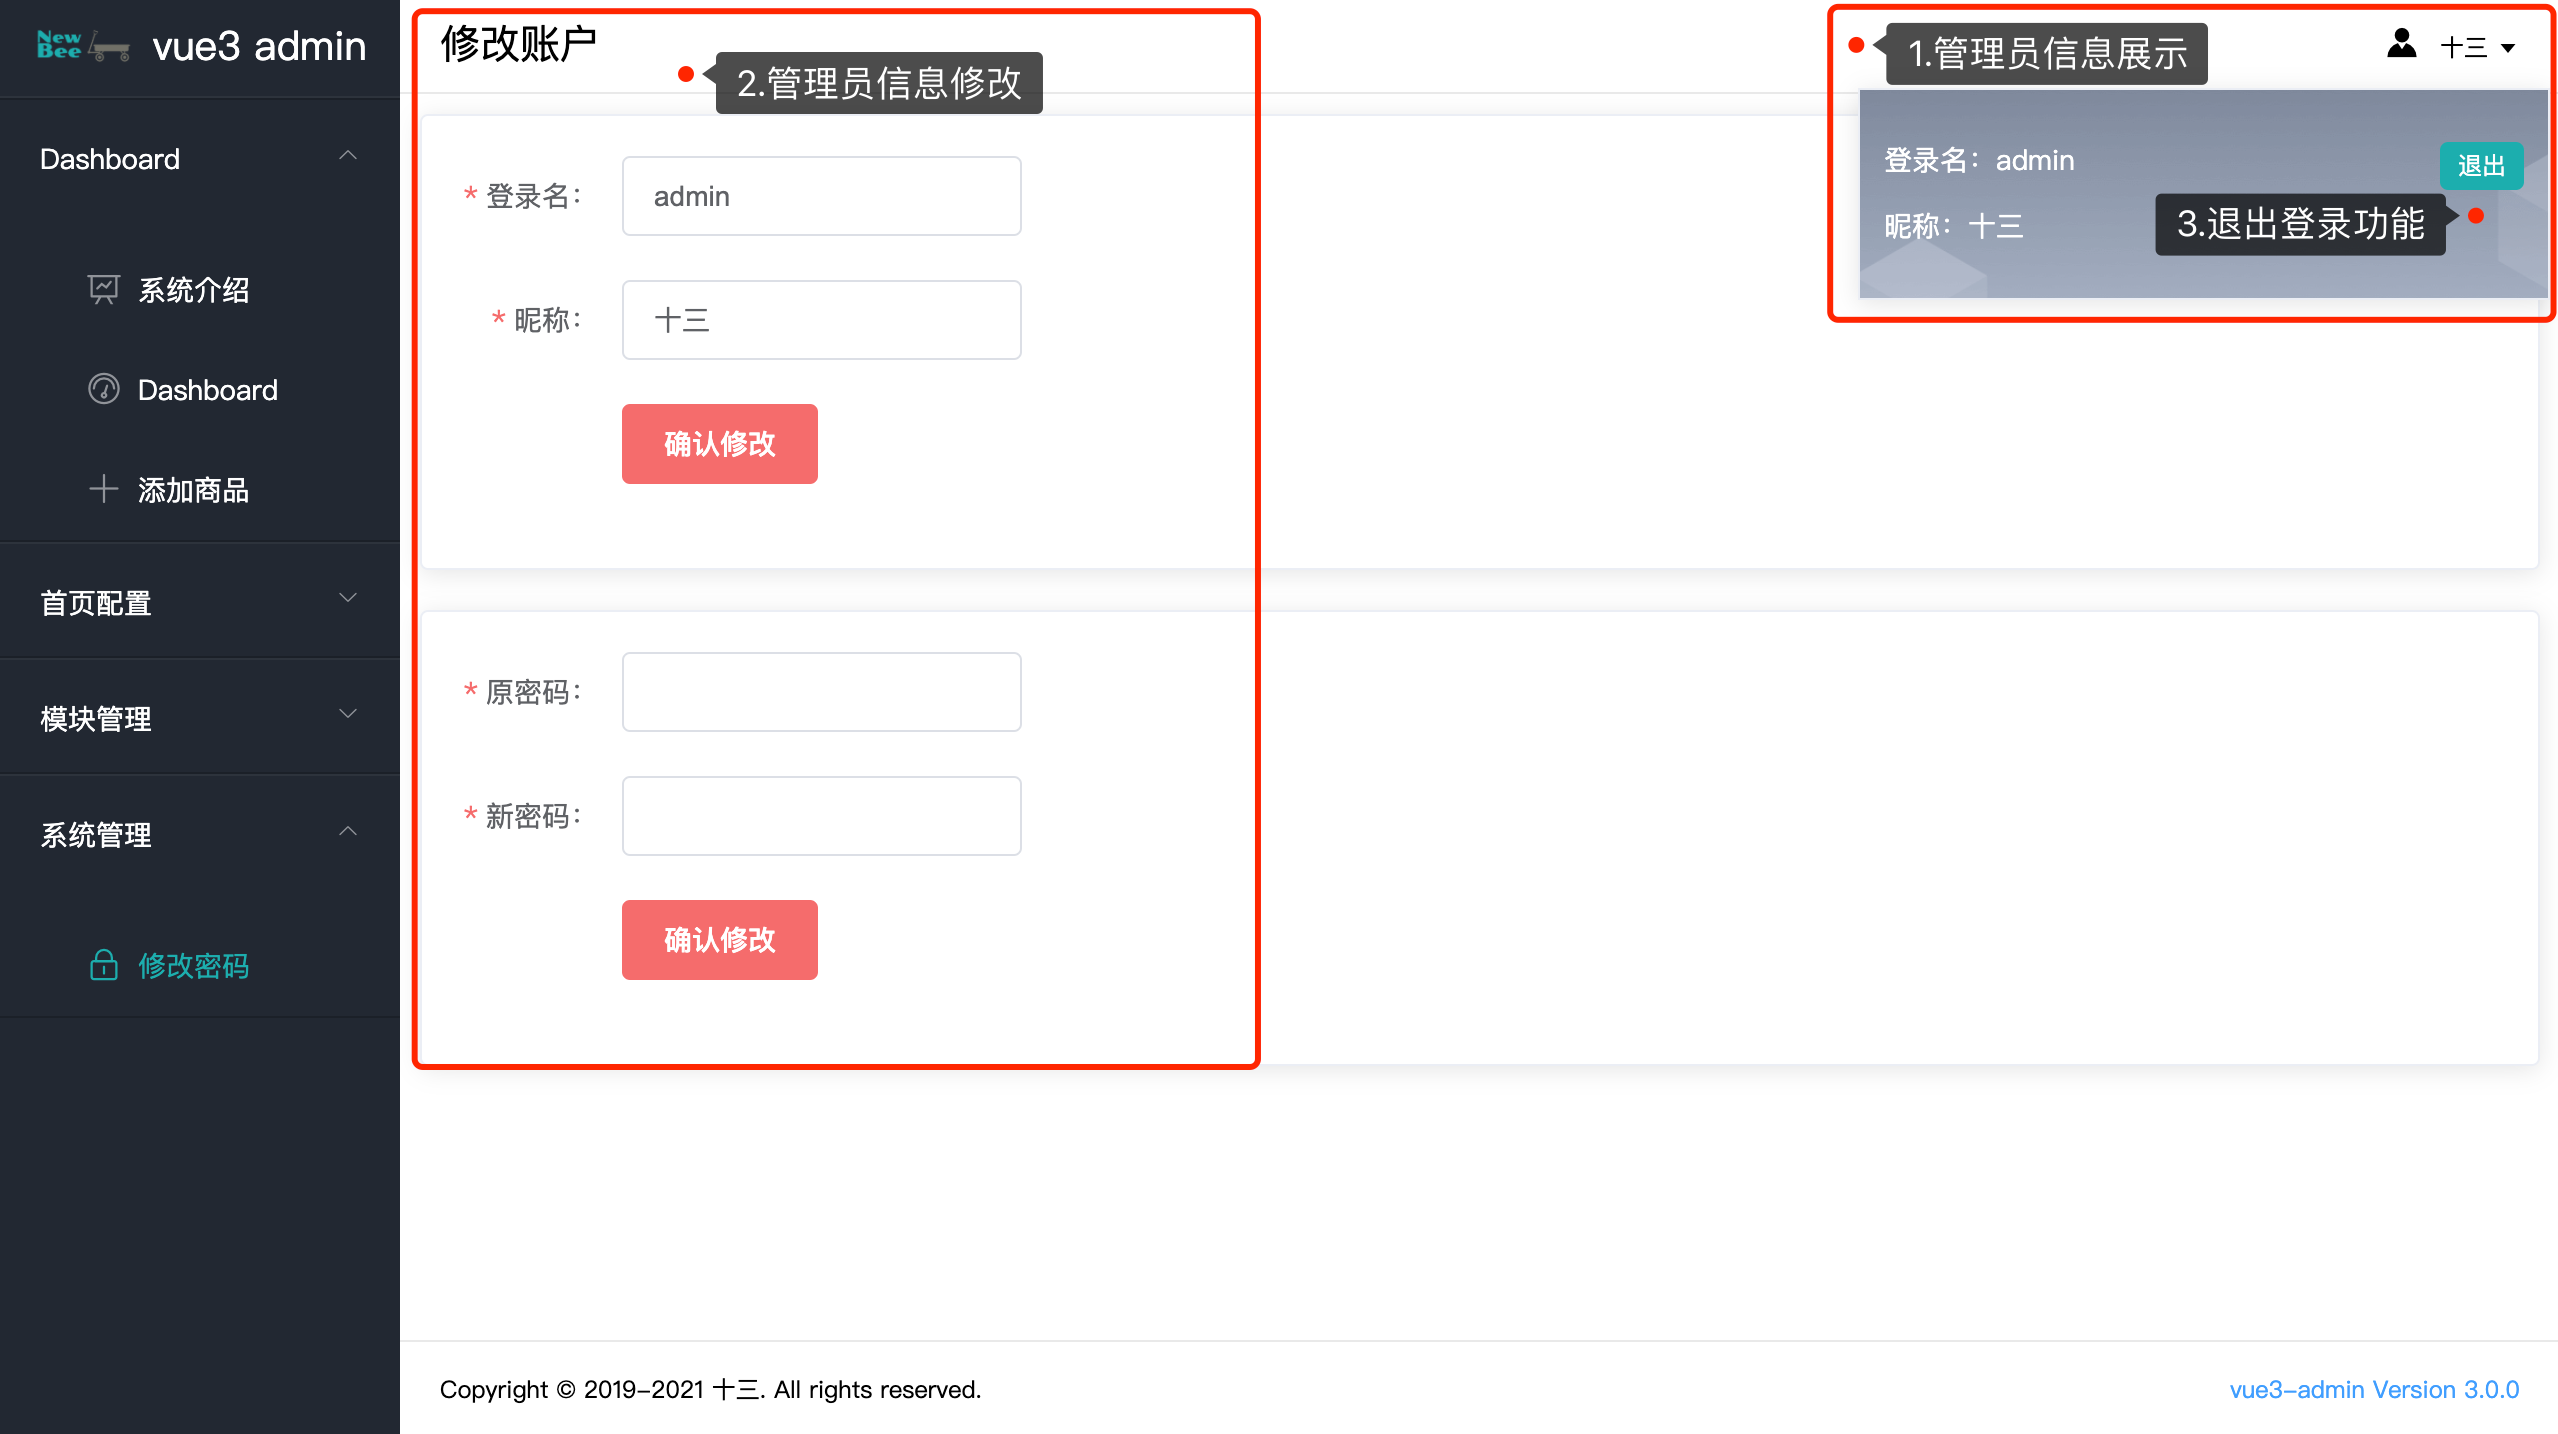 New
Bee
vue3 admin
Dashboard
系统介绍
Dashboard
添加商品
首页配置
模块管理
系统管理
修改密码
修改账户
2.管理员信息修改
1.管理员信息展示
十三
登录名：admin
退出
昵称：十三
3.退出登录功能
* 登录名：
admin
* 昵称：
十三
确认修改
* 原密码：
* 新密码：
确认修改
Copyright © 2019-2021 十三. All rights reserved.
vue3-admin Version 3.0.0